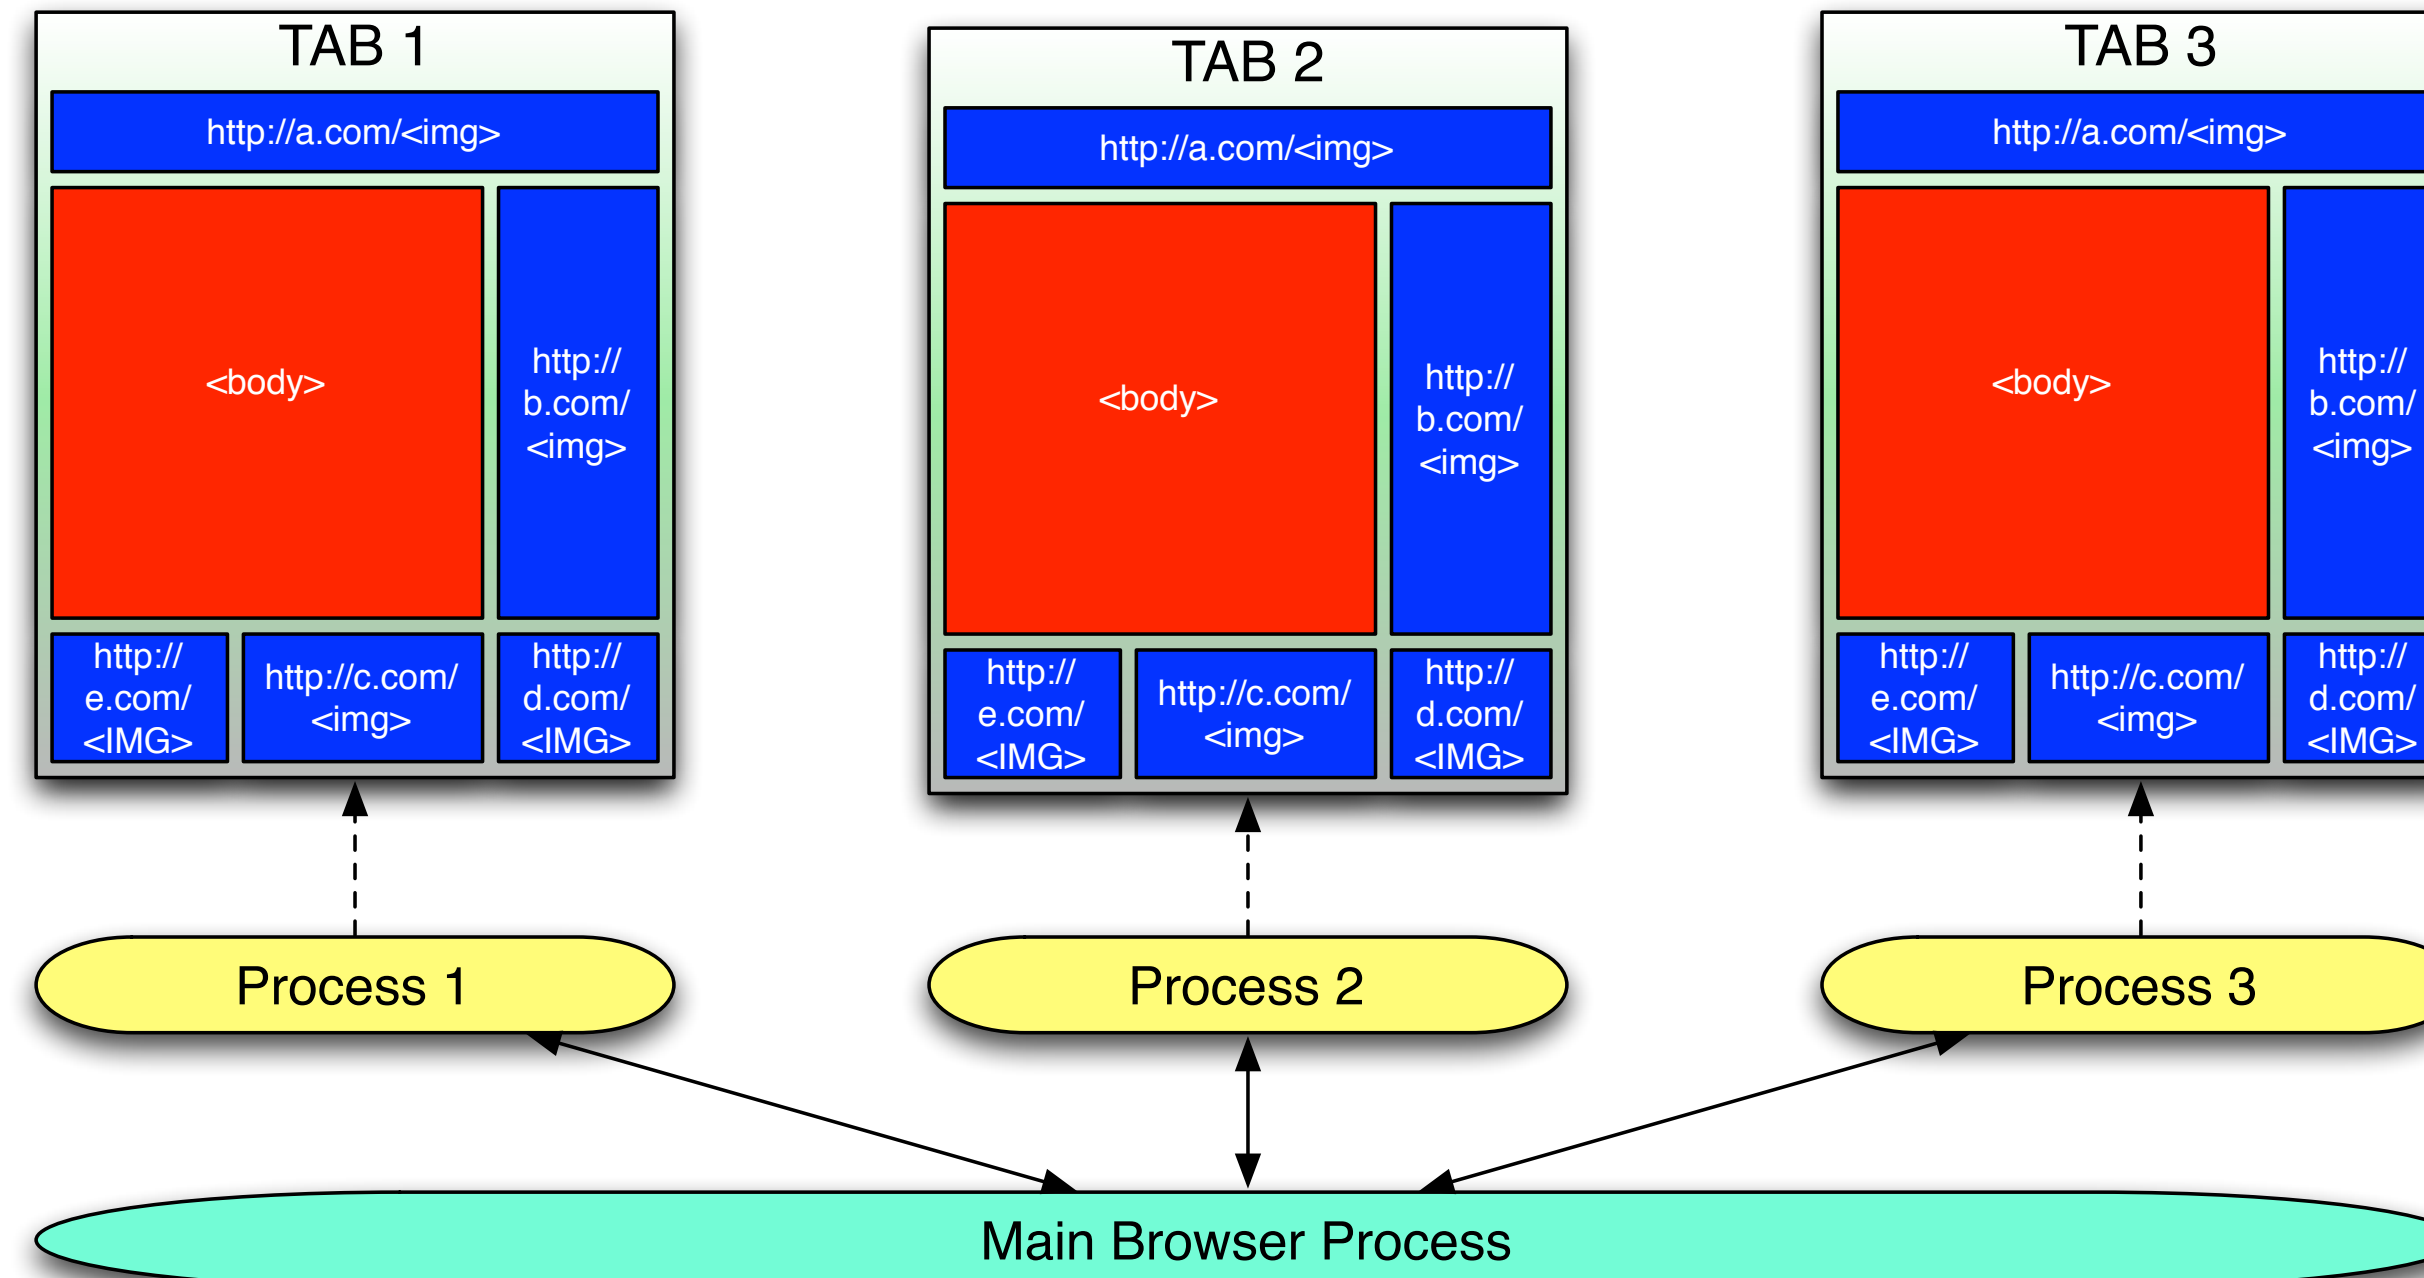 TAB 1
http://a.com/<img>
<body>
http://
b.com/
<img>
http://
e.com/
<IMG>
http://c.com/
<img>
http://
d.com/
<IMG>
Process 1
TAB 2
http://a.com/<img>
<body>
http://
b.com/
<img>
http://
e.com/
<IMG>
http://c.com/
<img>
http://
d.com/
<IMG>
Process 2
TAB 3
http://a.com/<img>
<body>
http://
b.com/
<img>
http://
e.com/
<IMG>
http://c.com/
<img>
http://
d.com/
<IMG>
Process 3
Main Browser Process